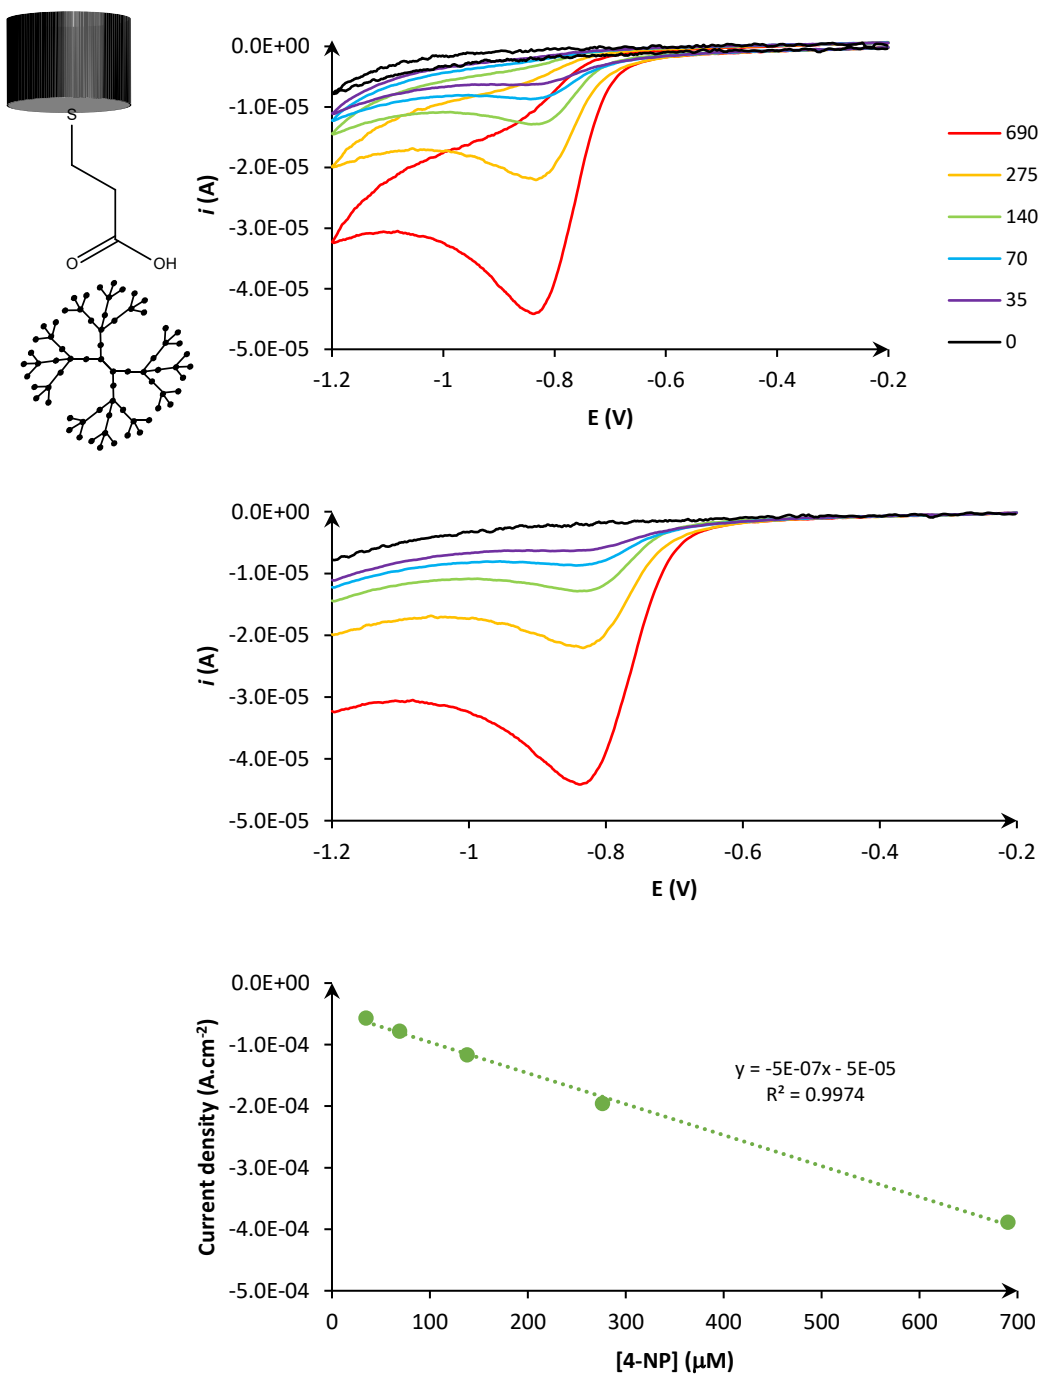 S
O
OH
0.0E+00
-1.0E-05
-2.0E-05
-3.0E-05
-4.0E-05
-5.0E-05
i (A)
-1.2 -1 -0.8 -0.6 -0.4 -0.2
E (V)
690
275
140
70
35
0
0.0E+00
-1.0E-05
-2.0E-05
-3.0E-05
-4.0E-05
-5.0E-05
i (A)
-1.2 -1 -0.8 -0.6 -0.4 -0.2
E (V)
0.0E+00
-1.0E-04
-2.0E-04
-3.0E-04
-4.0E-04
-5.0E-04
Current density (A.cm-2)
y = -5E-07x - 5E-05
R² = 0.9974
0 100 200 300 400 500 600 700
[4-NP] (μM)